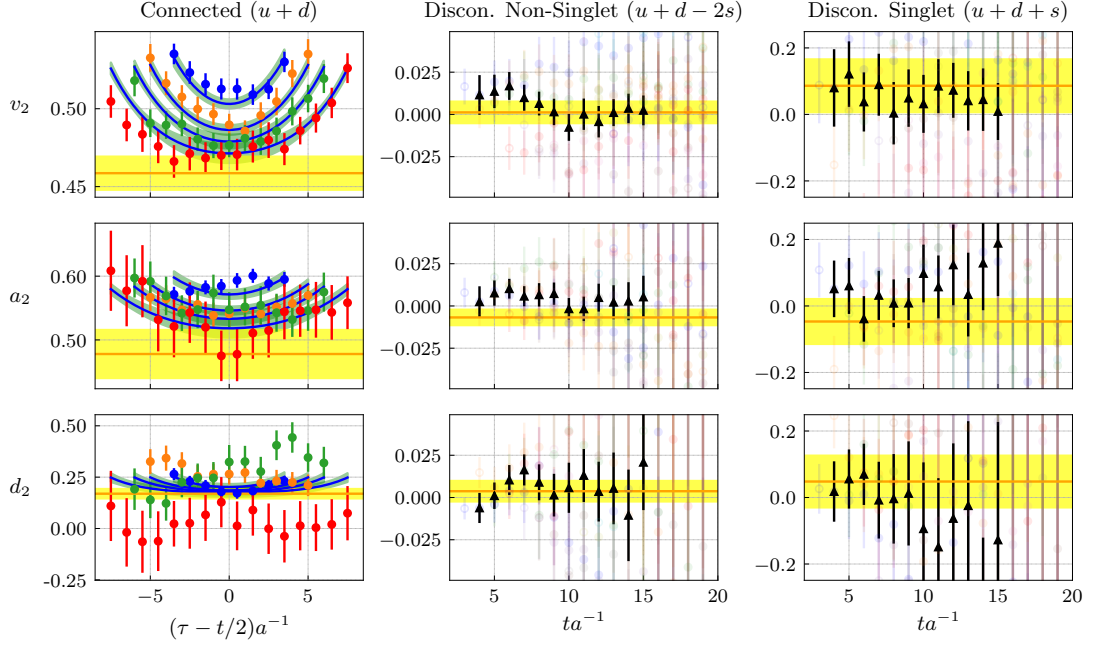 Connected (u + d)
Discon. Non-Singlet (u + d − 2s)
Discon. Singlet (u + d + s)
v₂
0.50
0.45
0.025
0.000
−0.025
0.2
0.0
−0.2
a₂
0.60
0.50
0.025
0.000
−0.025
0.2
0.0
−0.2
d₂
0.50
0.25
0.00
-0.25
0.025
0.000
−0.025
0.2
0.0
−0.2
−5 0 5
5 10 15 20
5 10 15 20
(τ − t/2)a⁻¹
ta⁻¹
ta⁻¹